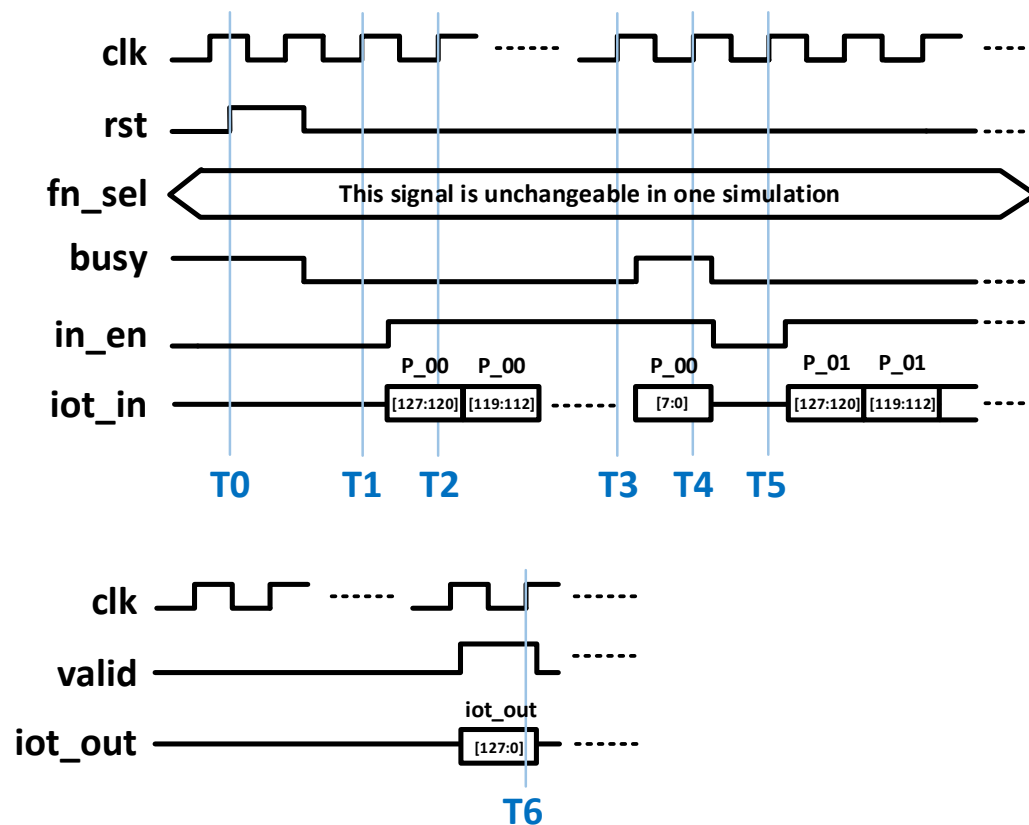 clk
rst
fn_sel
This signal is unchangeable in one simulation
busy
in_en
P_00 P_00 P_00 P_01 P_01
iot_in
[127:120] [119:112] [7:0] [127:120] [119:112]
T0 T1 T2 T3 T4 T5
clk
valid
iot_out
iot_out
[127:0]
T6